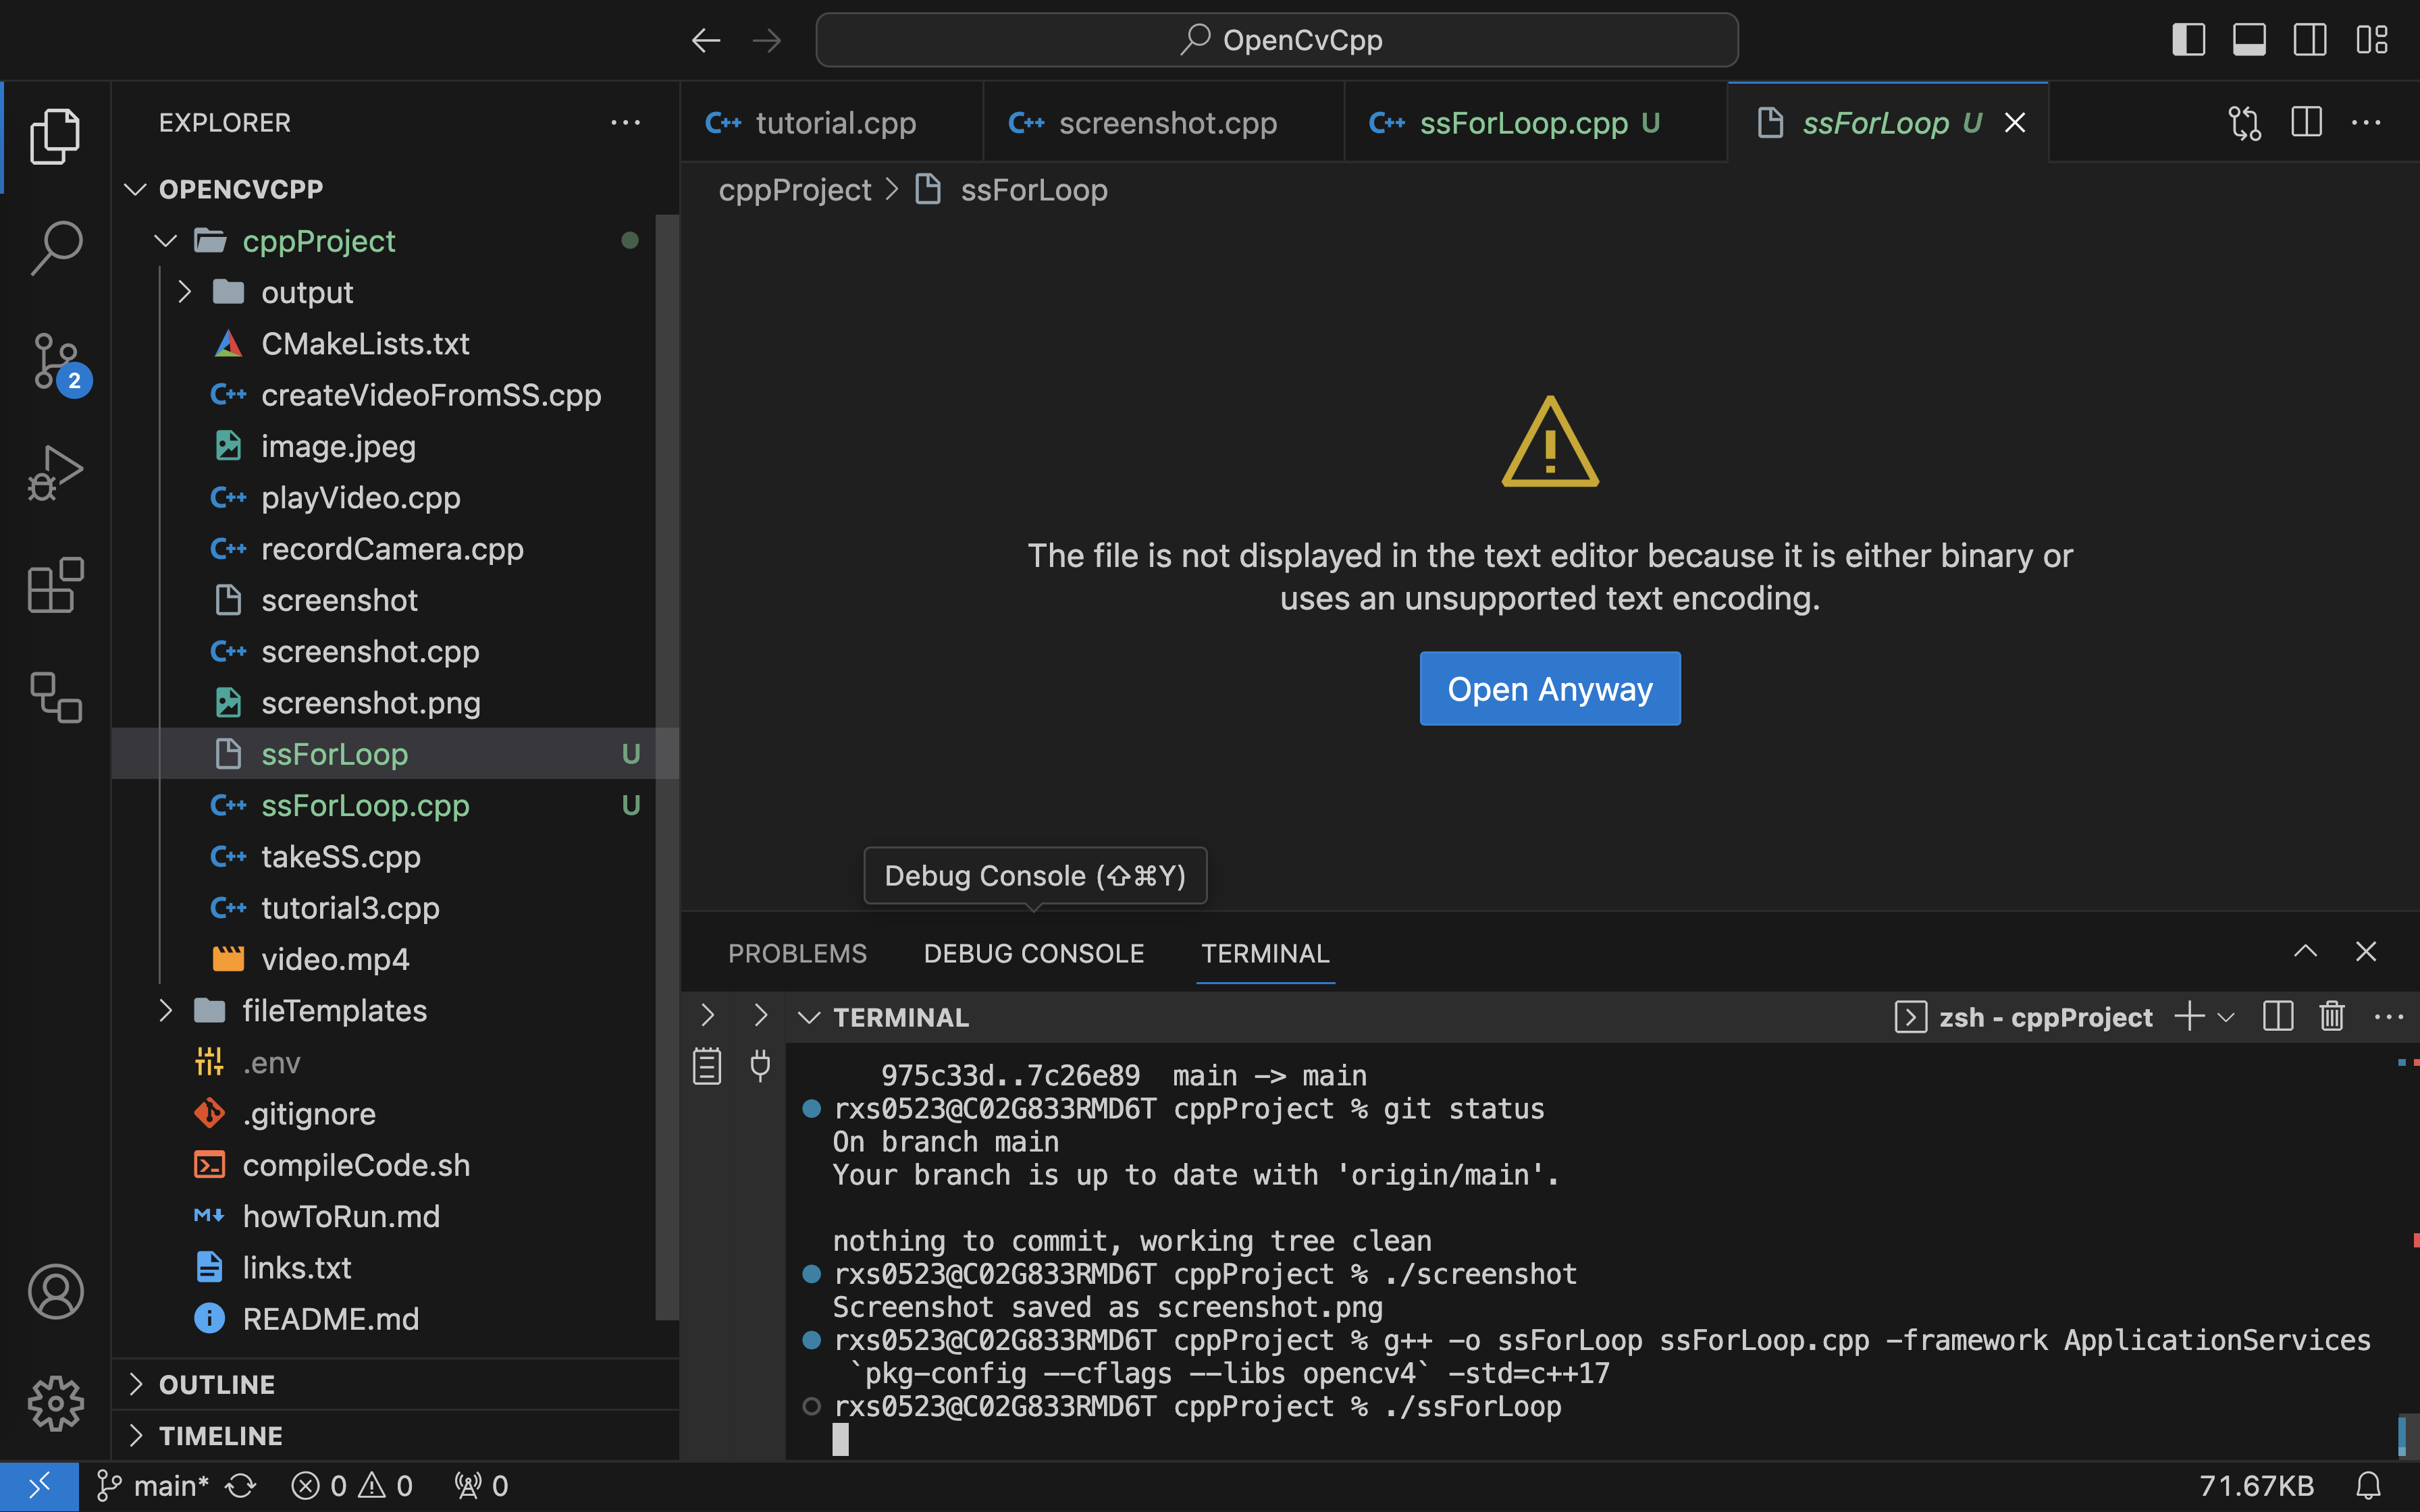 OpenCvCpp
EXPLORER
OPENCVCPP
cppProject
output
CMakeLists.txt
createVideoFromSS.cpp
image.jpeg
playVideo.cpp
recordCamera.cpp
screenshot
screenshot.cpp
screenshot.png
ssForLoop U
ssForLoop.cpp U
takeSS.cpp
tutorial3.cpp
video.mp4
fileTemplates
.env
.gitignore
compileCode.sh
howToRun.md
links.txt
README.md
OUTLINE
TIMELINE
2
tutorial.cpp
screenshot.cpp
ssForLoop.cpp U
ssForLoop U
cppProject > ssForLoop
The file is not displayed in the text editor because it is either binary or
uses an unsupported text encoding.
Open Anyway
Debug Console (⇧⌘Y)
PROBLEMS DEBUG CONSOLE TERMINAL
TERMINAL
zsh - cppProject
975c33d..7c26e89  main -> main
rxs0523@C02G833RMD6T cppProject % git status
On branch main
Your branch is up to date with 'origin/main'.
nothing to commit, working tree clean
rxs0523@C02G833RMD6T cppProject % ./screenshot
Screenshot saved as screenshot.png
rxs0523@C02G833RMD6T cppProject % g++ -o ssForLoop ssForLoop.cpp -framework ApplicationServices
`pkg-config --cflags --libs opencv4` -std=c++17
rxs0523@C02G833RMD6T cppProject % ./ssForLoop
main* 0 0 0
71.67KB